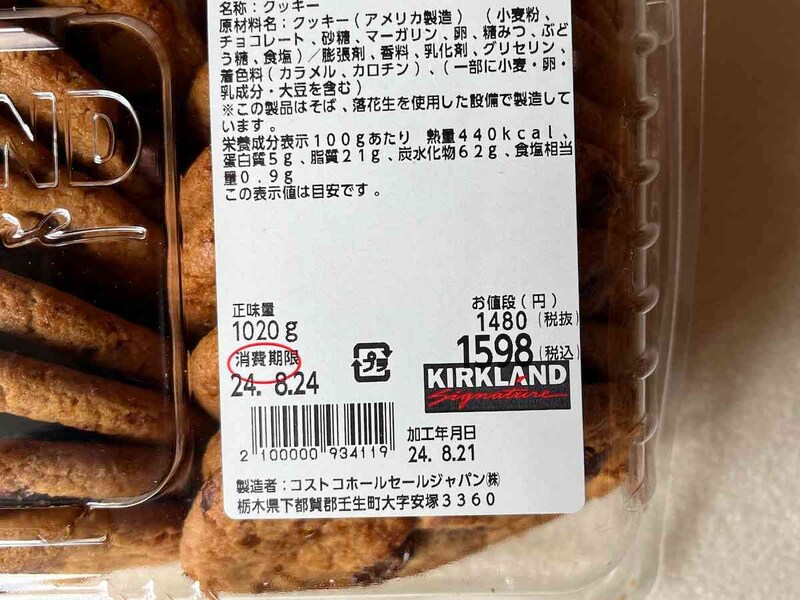 名称：クッキー
原材料名：クッキー（アメリカ製造）（小麦粉、
チョコレート、砂糖、マーガリン、卵、糖みつ、ぶど
う糖、食塩）／膨張剤、香料、乳化剤、グリセリン、
着色料（カラメル、カロチン）、（一部に小麦・卵・
乳成分・大豆を含む）
※この製品はそば、落花生を使用した設備で製造して
います。
栄養成分表示１００ｇあたり 熱量４４０ｋｃａｌ、
蛋白質５ｇ、脂質２１ｇ、炭水化物６２ｇ、食塩相当
量０.９ｇ
この表示値は目安です。
正味量
1020g
消費期限
24. 8.24
プラ
お値段（円）
1480（税抜）
1598（税込）
KIRKLAND
Signature
2 100000 934119
加工年月日
24. 8.21
製造者：コストコホールセールジャパン㈱
栃木県下都賀郡壬生町大字安塚３３６０
ND